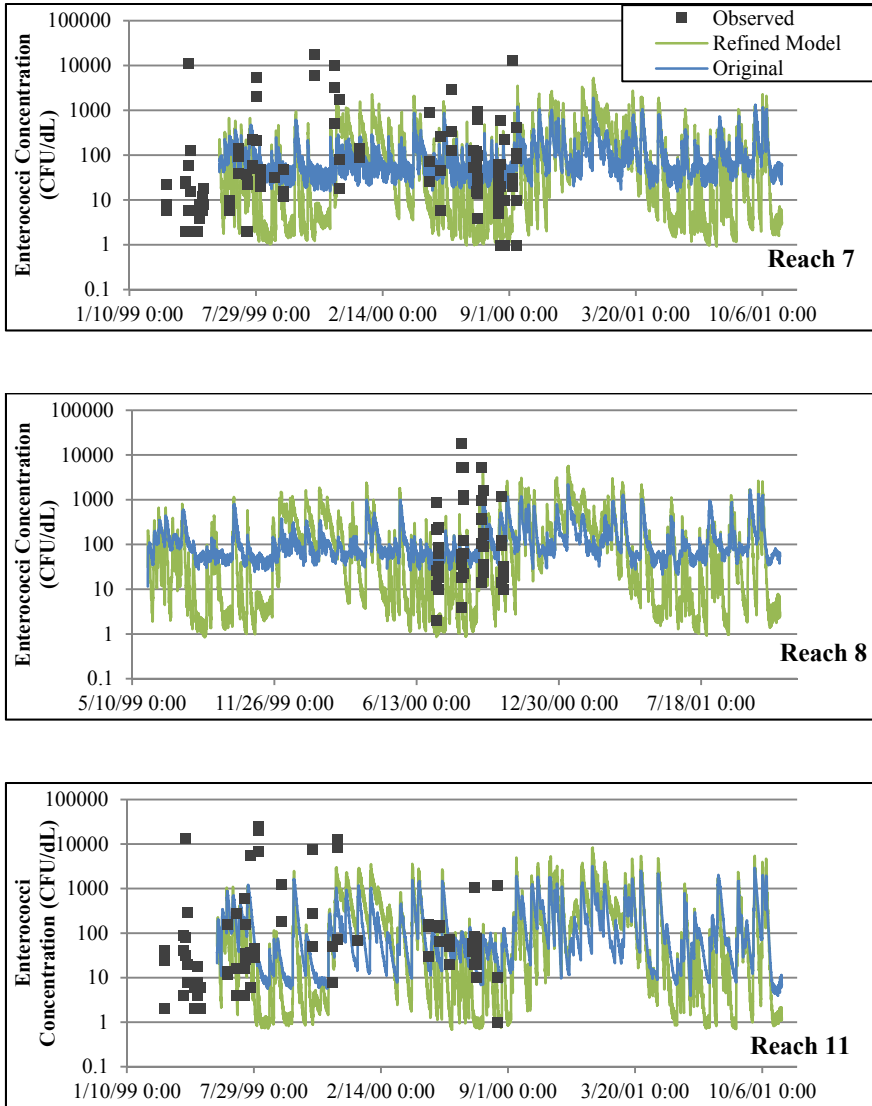 Observed
Refined Model
Original
Enterococci Concentration
(CFU/dL)
100000
10000
1000
100
10
1
0.1
Reach 7
1/10/99 0:00 7/29/99 0:00 2/14/00 0:00 9/1/00 0:00 3/20/01 0:00 10/6/01 0:00
Enterococci Concentration
(CFU/dL)
100000
10000
1000
100
10
1
0.1
Reach 8
5/10/99 0:00 11/26/99 0:00 6/13/00 0:00 12/30/00 0:00 7/18/01 0:00
Enterococci
Concentration (CFU/dL)
100000
10000
1000
100
10
1
0.1
Reach 11
1/10/99 0:00 7/29/99 0:00 2/14/00 0:00 9/1/00 0:00 3/20/01 0:00 10/6/01 0:00